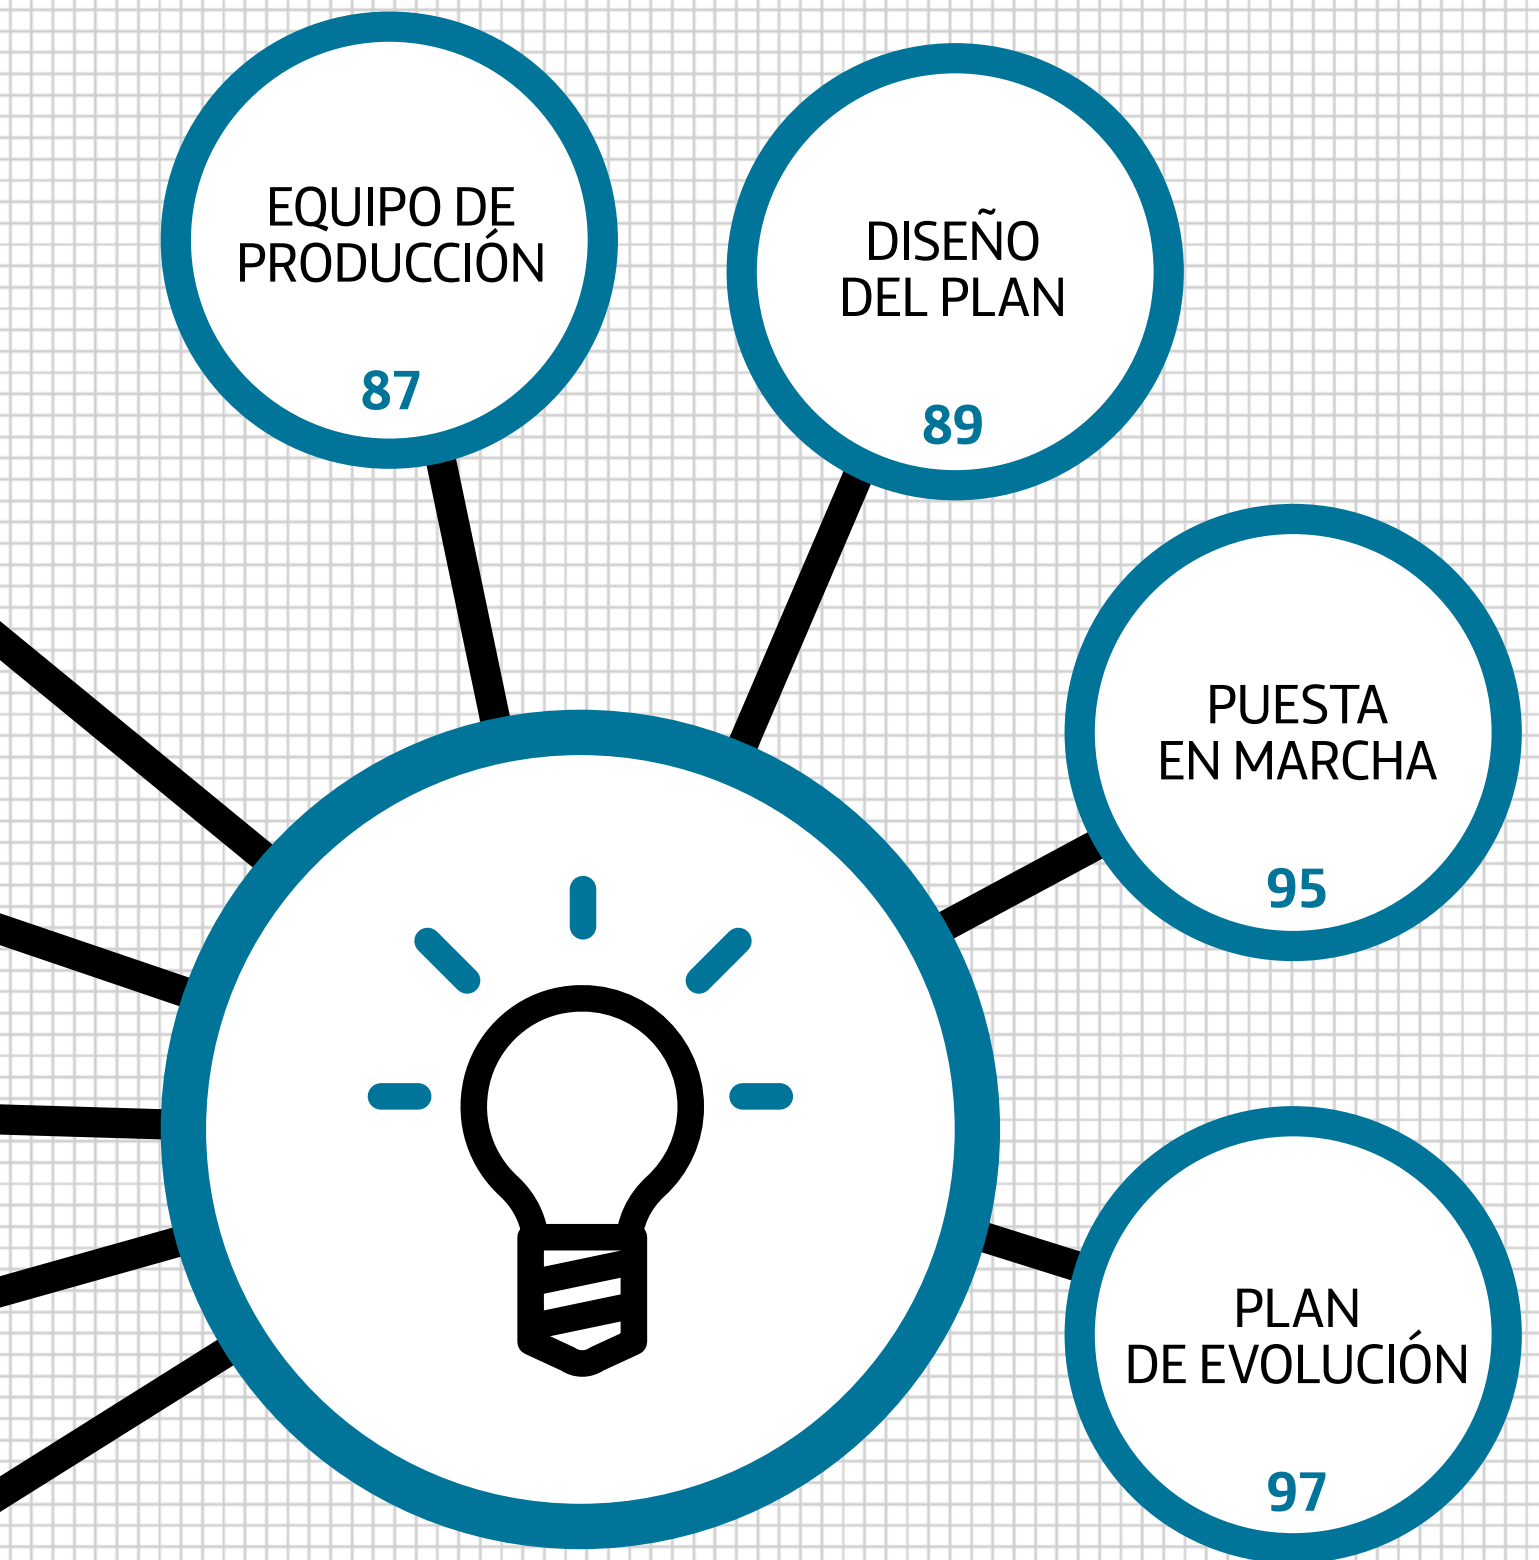 EQUIPO DE
PRODUCCIÓN
87
DISEÑO
DEL PLAN
89
PUESTA
EN MARCHA
95
PLAN
DE EVOLUCIÓN
97